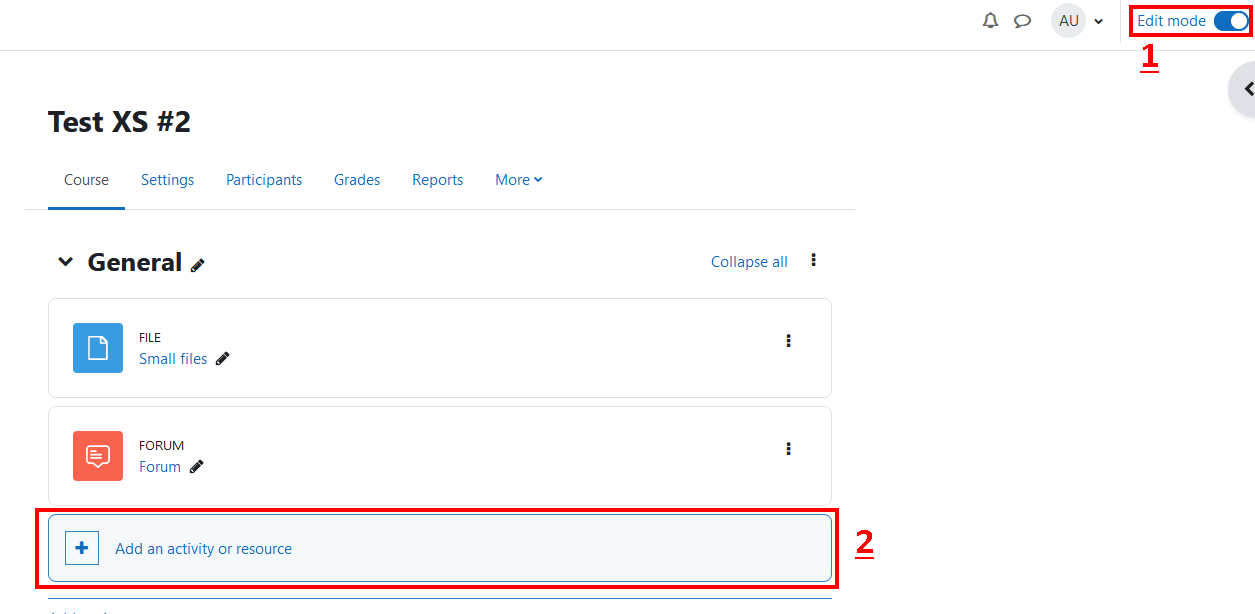 AU
Edit mode
1
Test XS #2
Course Settings Participants Grades Reports More
General
Collapse all
FILE
Small files
FORUM
Forum
Add an activity or resource
2